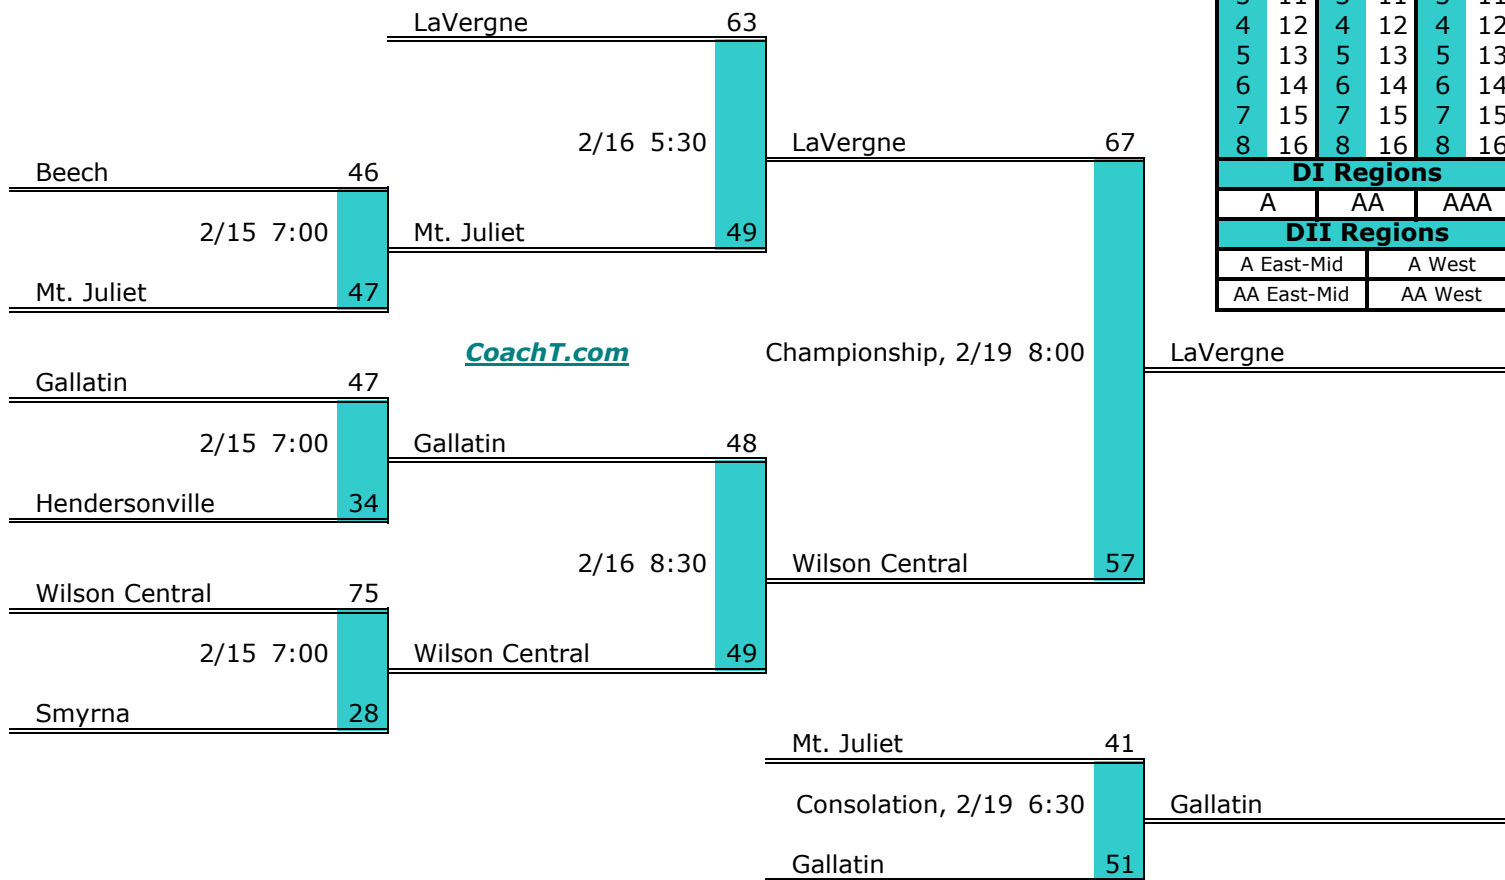 LaVergne 63
4 12 4 12 4 12
5 13 5 13 5 13
6 14 6 14 6 14
7 15 7 15 7 15
2/16 5:30 LaVergne 67
8 16 8 16 8 16
Beech 46
DI Regions
A AA AAA
2/15 7:00 Mt. Juliet 49
DII Regions
A East-Mid A West
Mt. Juliet 47
AA East-Mid AA West
CoachT.com Championship, 2/19 8:00 LaVergne
Gallatin 47
2/15 7:00 Gallatin 48
Hendersonville 34
2/16 8:30 Wilson Central 57
Wilson Central 75
2/15 7:00 Wilson Central 49
Smyrna 28
Mt. Juliet 41
Consolation, 2/19 6:30 Gallatin
Gallatin 51